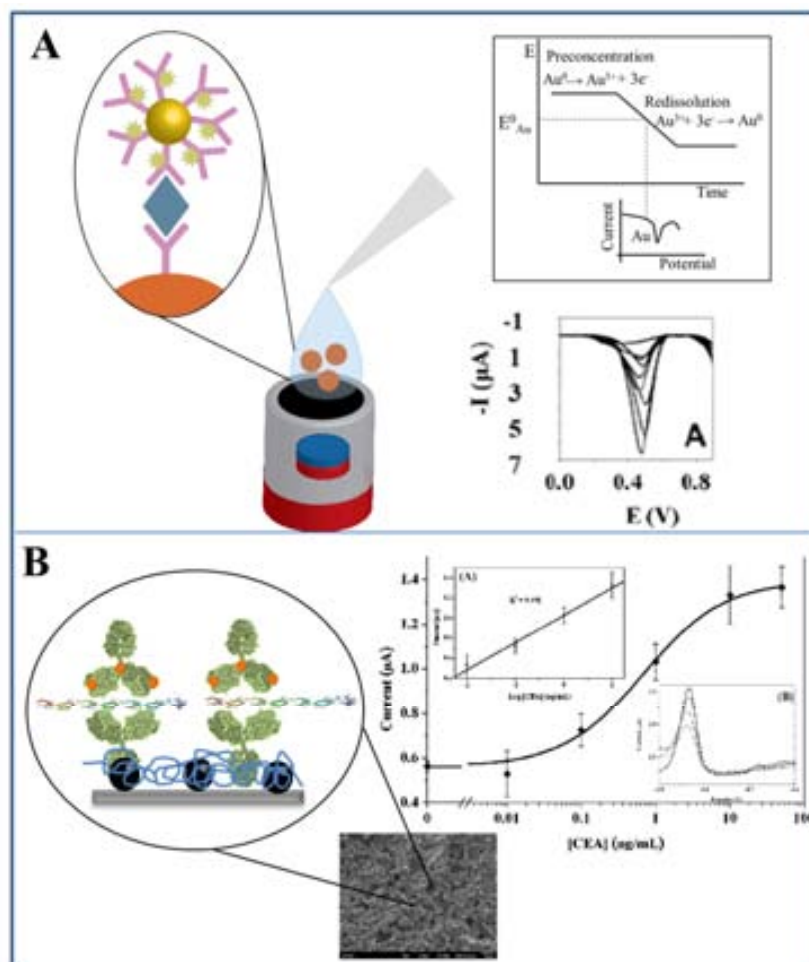 A
E
Preconcentration
Au⁰→ Au³⁺+ 3e⁻
Redissolution
E⁰Au
Au³⁺+ 3e⁻ → Au⁰
Time
Current
Au
Potential
-I (µA)
-1
1
3
5
7
A
0.0 0.4 0.8
E (V)
B
Current (µA)
1.4
1.2
1.0
0.8
0.6
0.4
(A)
(B)
0 0.01 0.1 1 10 100
[CEA] (ng/mL)